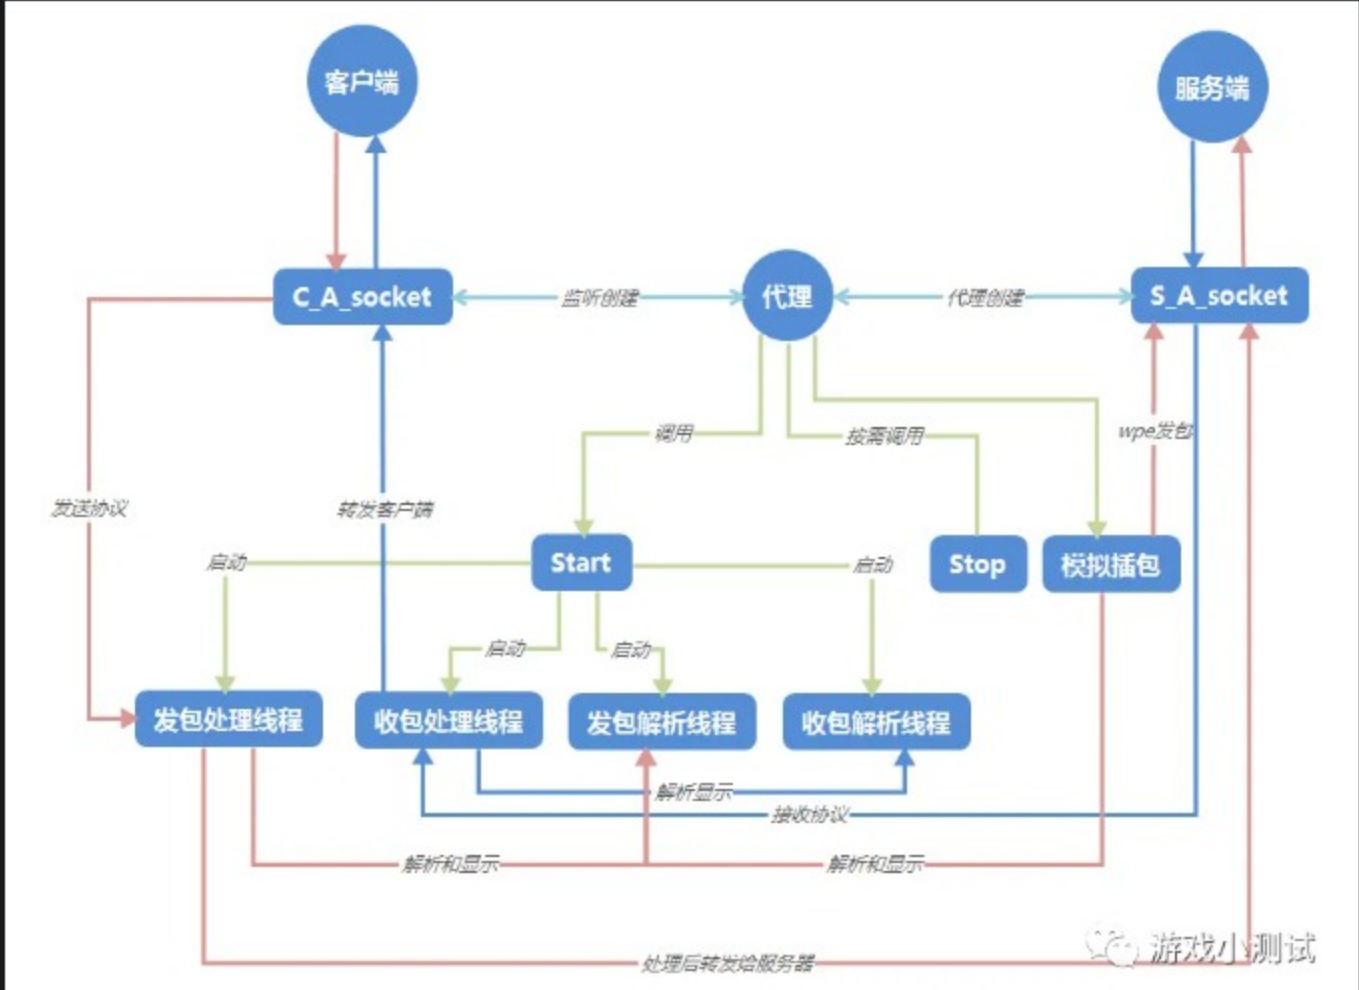 客户端
服务端
C_A_socket
监听创建
代理
代理创建
S_A_socket
调用
按需调用
wpe发包
发送协议
转发客户端
启动
Start
启动
Stop
模拟插包
启动
启动
发包处理线程
收包处理线程
发包解析线程
收包解析线程
解析显示
接收协议
解析和显示
解析和显示
处理后转发给服务器
游戏小测试